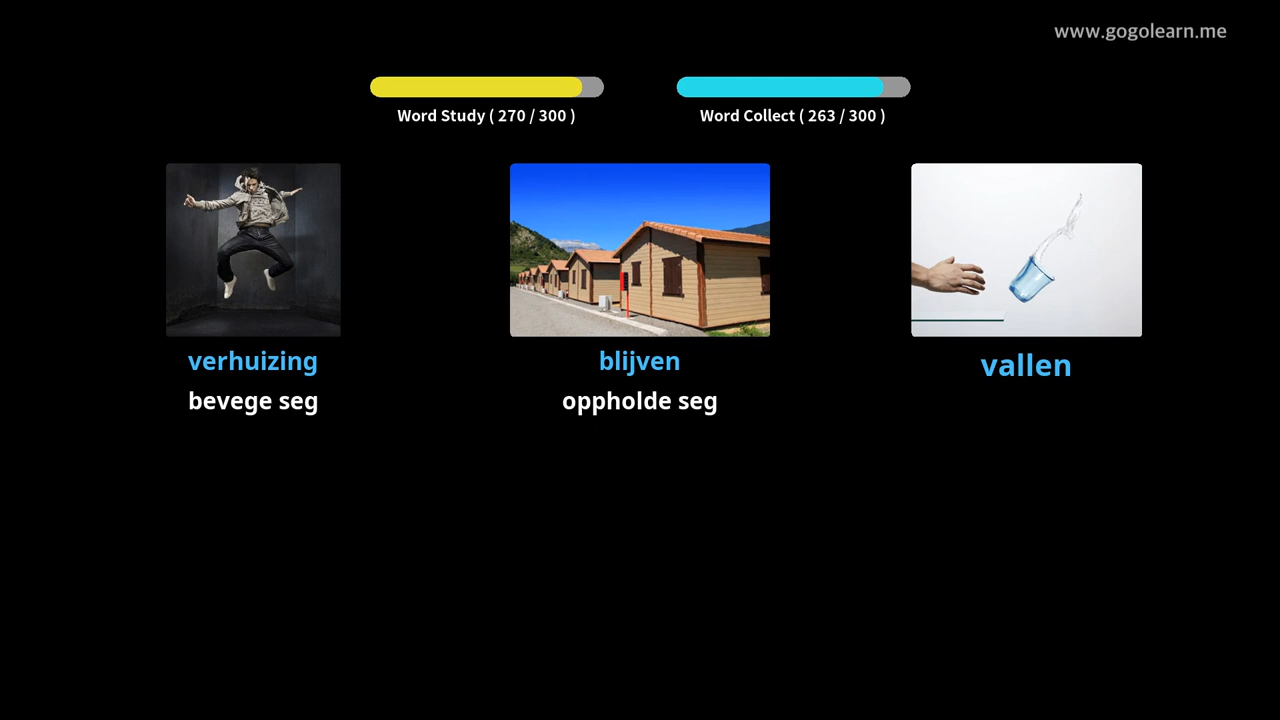 www.gogolearn.me
Word Study ( 270 / 300 )
Word Collect ( 263 / 300 )
verhuizing
bevege seg
blijven
oppholde seg
vallen